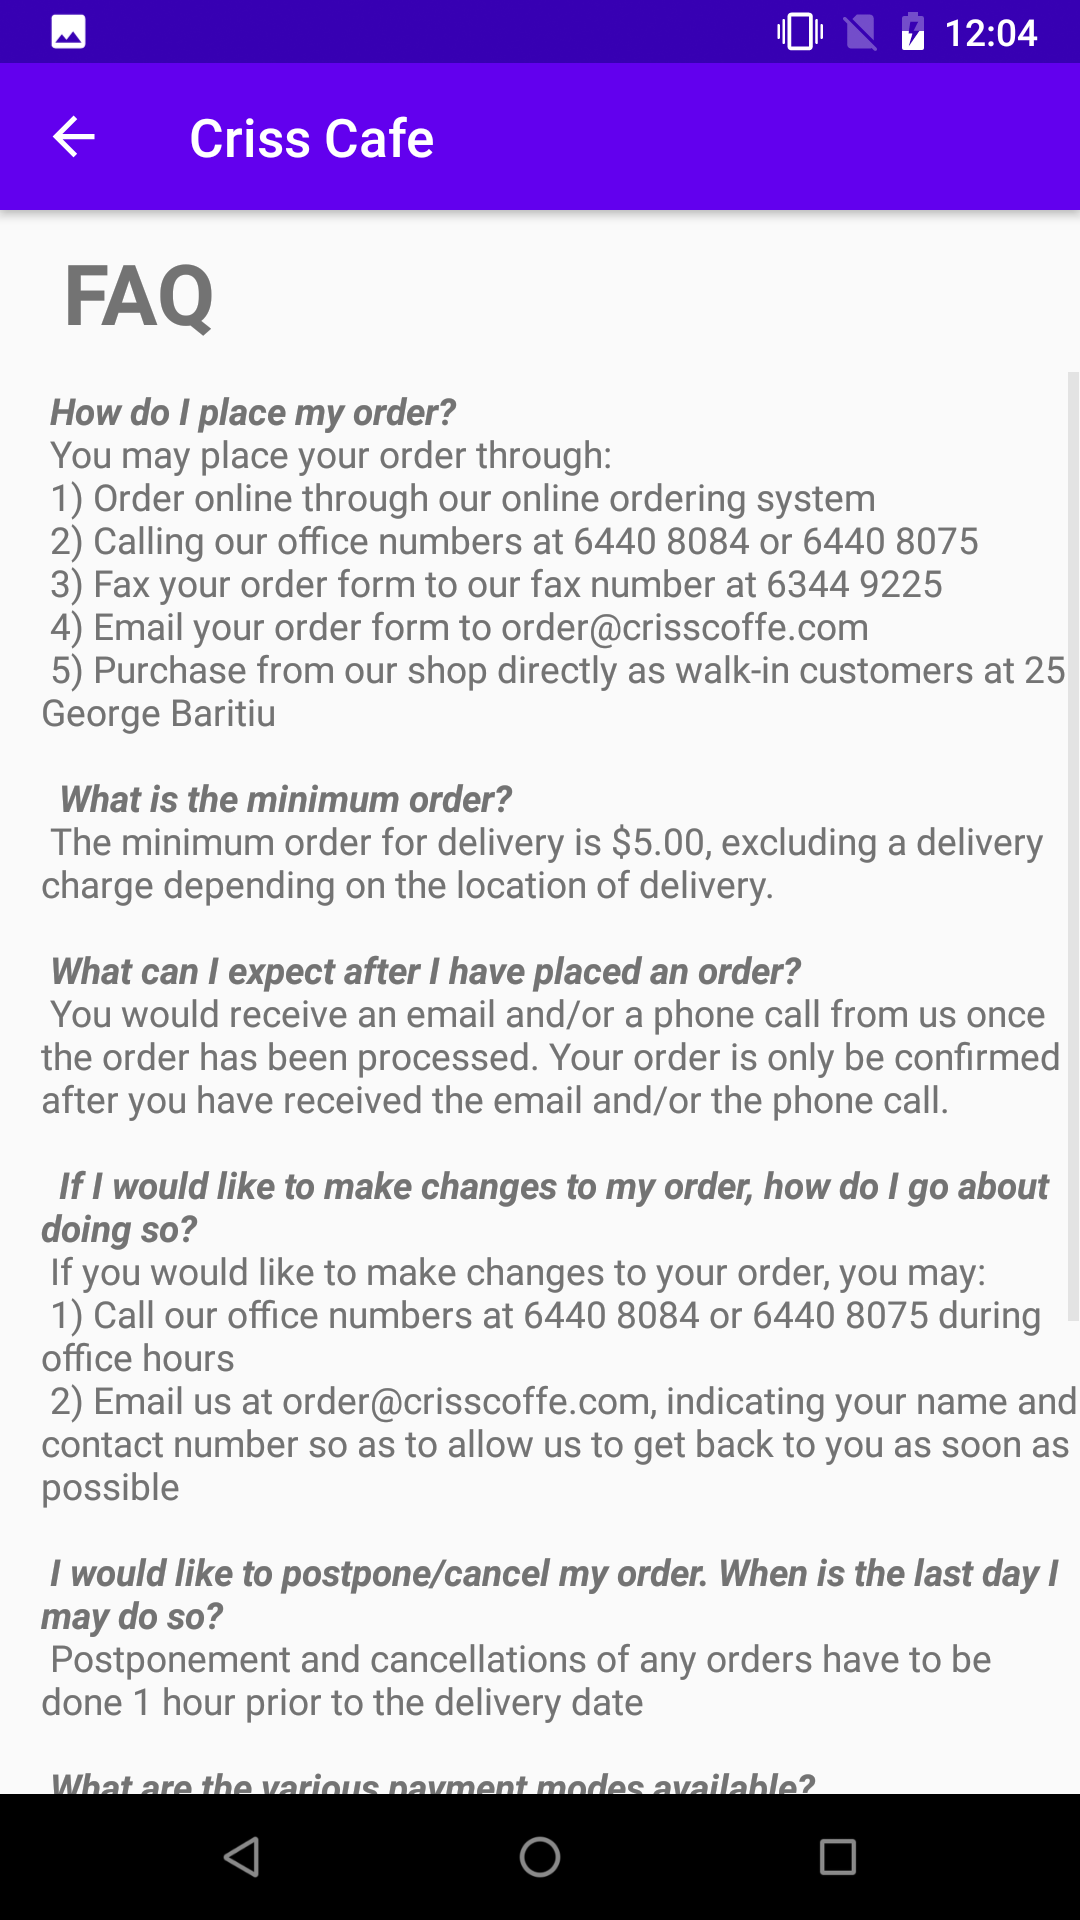 12:04
Criss Cafe
FAQ
How do I place my order?
You may place your order through:
1) Order online through our online ordering system
2) Calling our office numbers at 6440 8084 or 6440 8075
3) Fax your order form to our fax number at 6344 9225
4) Email your order form to order@crisscoffe.com
5) Purchase from our shop directly as walk-in customers at 25
George Baritiu
What is the minimum order?
The minimum order for delivery is $5.00, excluding a delivery
charge depending on the location of delivery.
What can I expect after I have placed an order?
You would receive an email and/or a phone call from us once
the order has been processed. Your order is only be confirmed
after you have received the email and/or the phone call.
If I would like to make changes to my order, how do I go about
doing so?
If you would like to make changes to your order, you may:
1) Call our office numbers at 6440 8084 or 6440 8075 during
office hours
2) Email us at order@crisscoffe.com, indicating your name and
contact number so as to allow us to get back to you as soon as
possible
I would like to postpone/cancel my order. When is the last day I
may do so?
Postponement and cancellations of any orders have to be
done 1 hour prior to the delivery date
What are the various payment modes available?